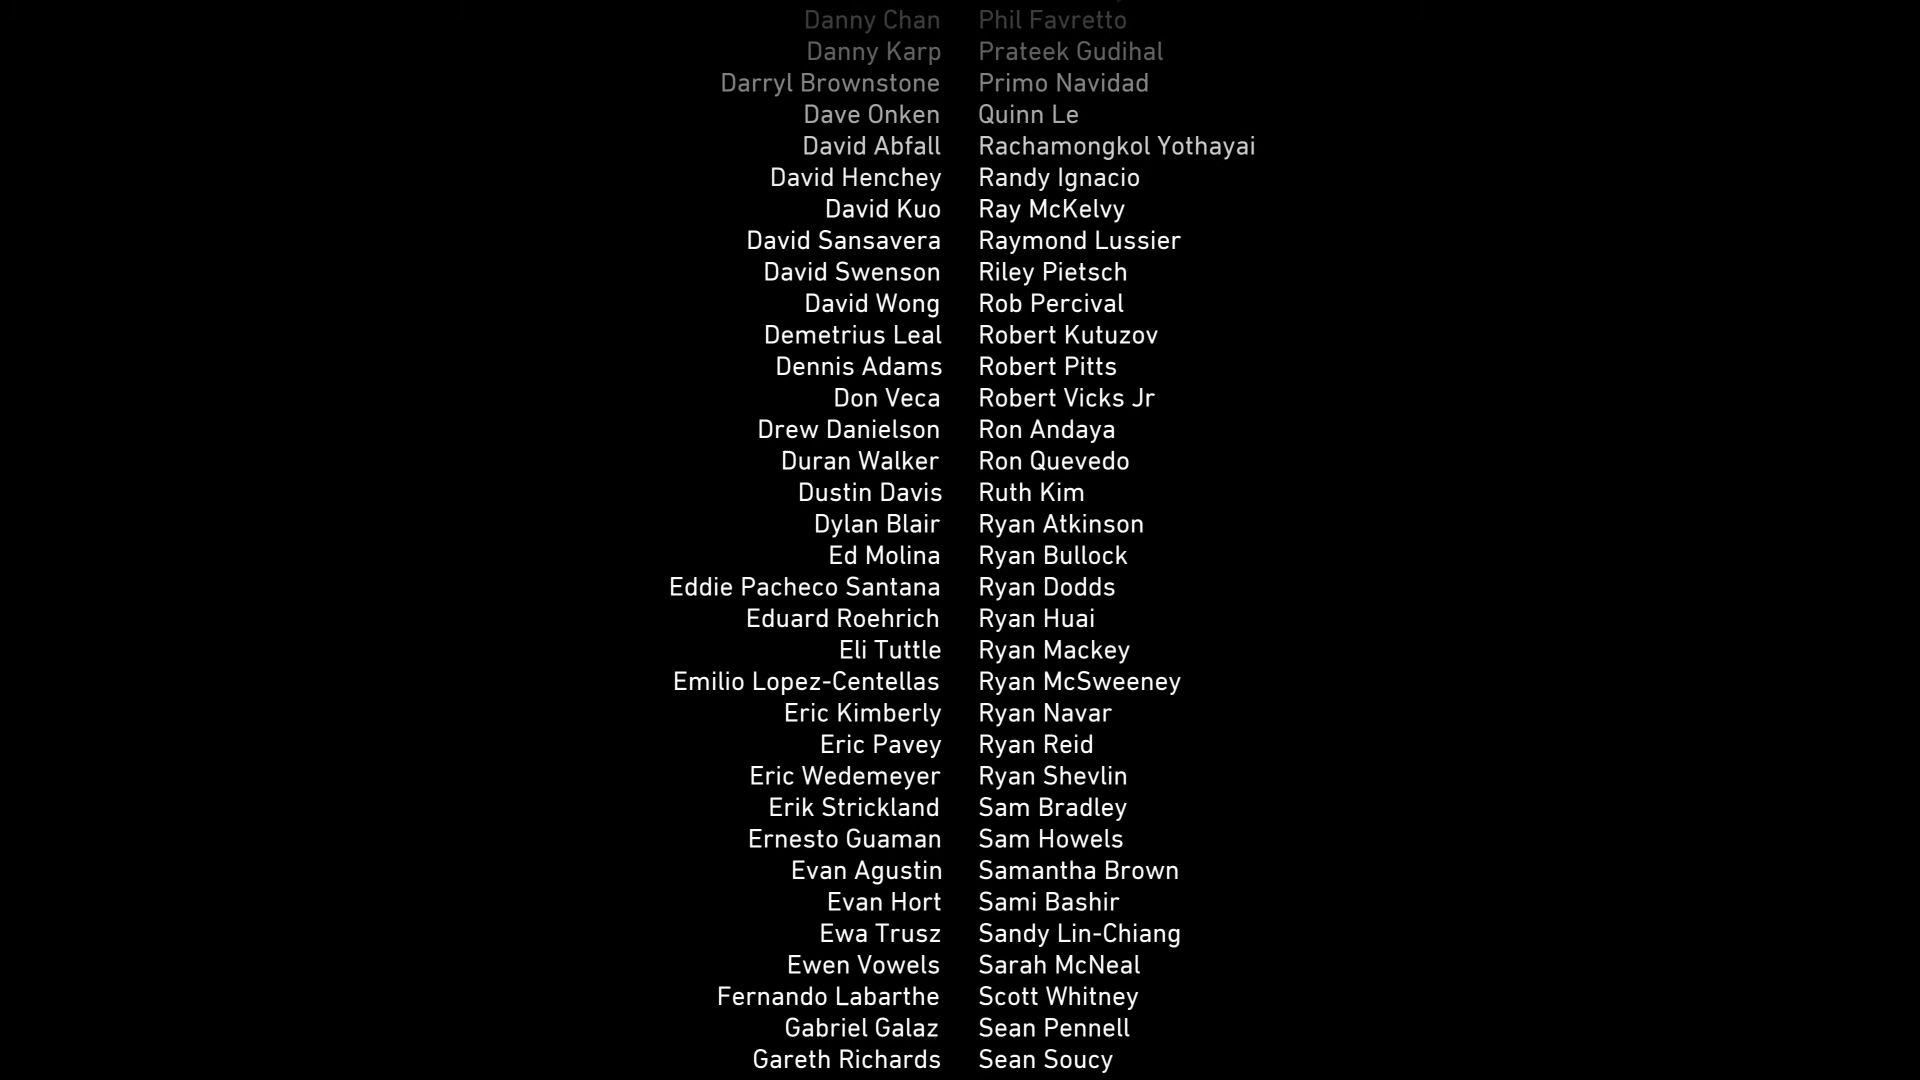 Danny Chan Phil Favretto
Danny Karp Prateek Gudihal
Darryl Brownstone Primo Navidad
Dave Onken Quinn Le
David Abfall Rachamongkol Yothayai
David Henchey Randy Ignacio
David Kuo Ray McKelvy
David Sansavera Raymond Lussier
David Swenson Riley Pietsch
David Wong Rob Percival
Demetrius Leal Robert Kutuzov
Dennis Adams Robert Pitts
Don Veca Robert Vicks Jr
Drew Danielson Ron Andaya
Duran Walker Ron Quevedo
Dustin Davis Ruth Kim
Dylan Blair Ryan Atkinson
Ed Molina Ryan Bullock
Eddie Pacheco Santana Ryan Dodds
Eduard Roehrich Ryan Huai
Eli Tuttle Ryan Mackey
Emilio Lopez-Centellas Ryan McSweeney
Eric Kimberly Ryan Navar
Eric Pavey Ryan Reid
Eric Wedemeyer Ryan Shevlin
Erik Strickland Sam Bradley
Ernesto Guaman Sam Howels
Evan Agustin Samantha Brown
Evan Hort Sami Bashir
Ewa Trusz Sandy Lin-Chiang
Ewen Vowels Sarah McNeal
Fernando Labarthe Scott Whitney
Gabriel Galaz Sean Pennell
Gareth Richards Sean Soucy